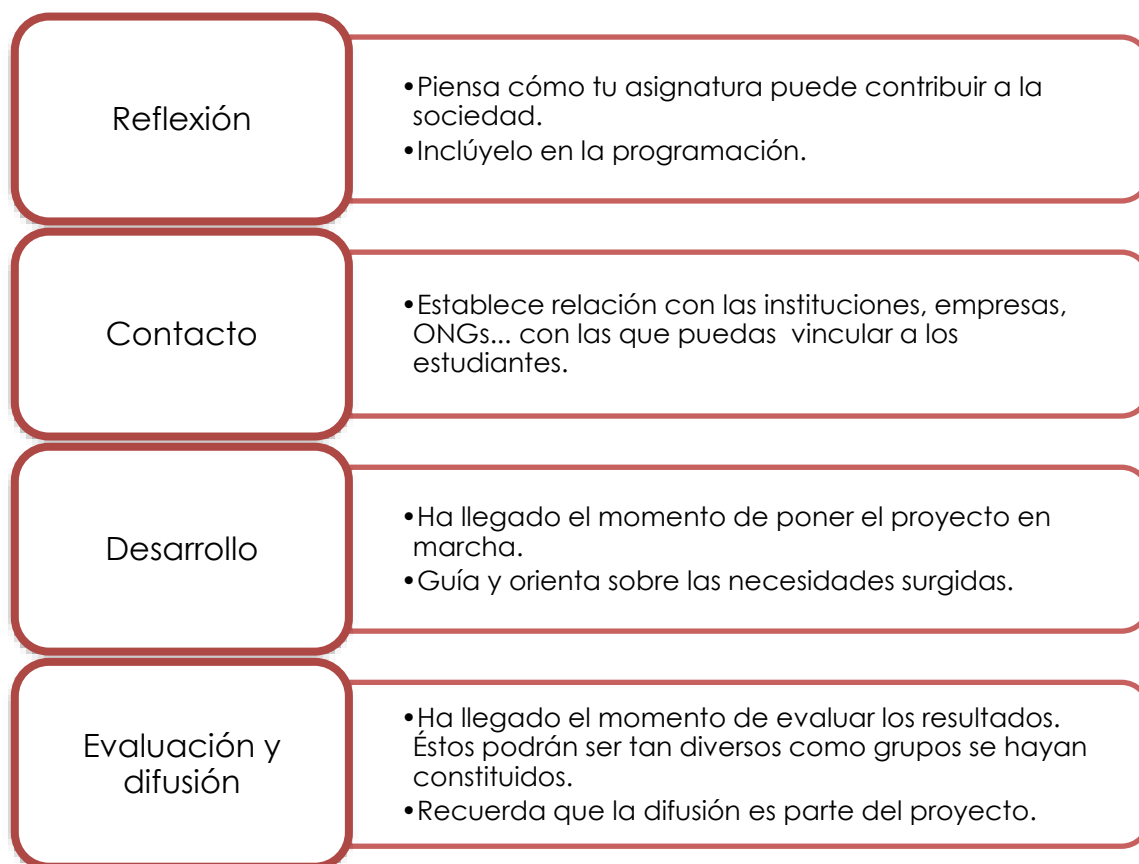 Reflexión
•Piensa cómo tu asignatura puede contribuir a la
sociedad.
•Inclúyelo en la programación.
Contacto
•Establece relación con las instituciones, empresas,
ONGs... con las que puedas vincular a los
estudiantes.
Desarrollo
•Ha llegado el momento de poner el proyecto en
marcha.
•Guía y orienta sobre las necesidades surgidas.
Evaluación y
difusión
•Ha llegado el momento de evaluar los resultados.
Éstos podrán ser tan diversos como grupos se hayan
constituidos.
•Recuerda que la difusión es parte del proyecto.